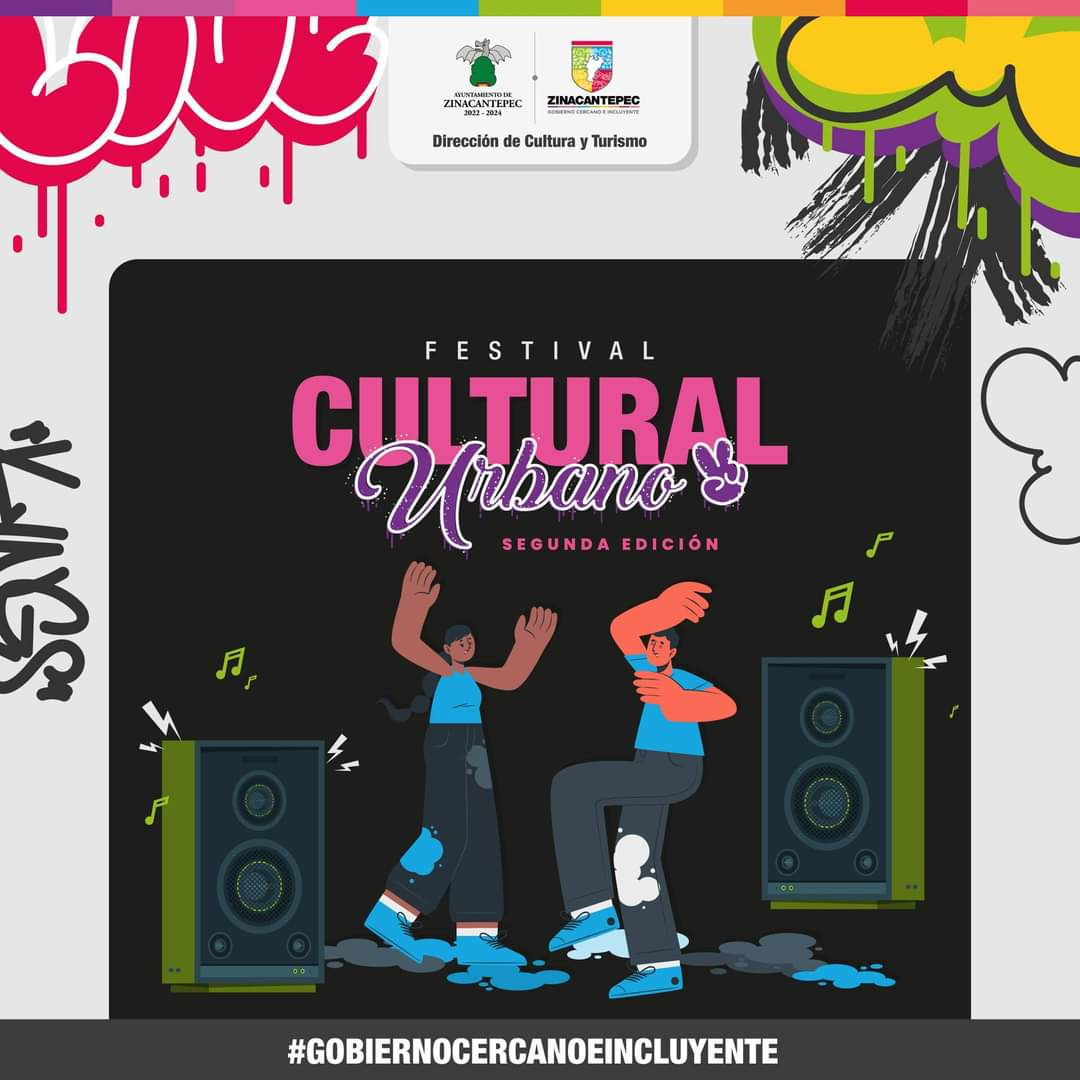 AYUNTAMIENTO DE
ZINACANTEPEC
2022 - 2024
ZINACANTEPEC
GOBIERNO CERCANO E INCLUYENTE
Dirección de Cultura y Turismo
FESTIVAL
CULTURAL
Urbano
SEGUNDA EDICIÓN
#GOBIERNOCERCANOEINCLUYENTE